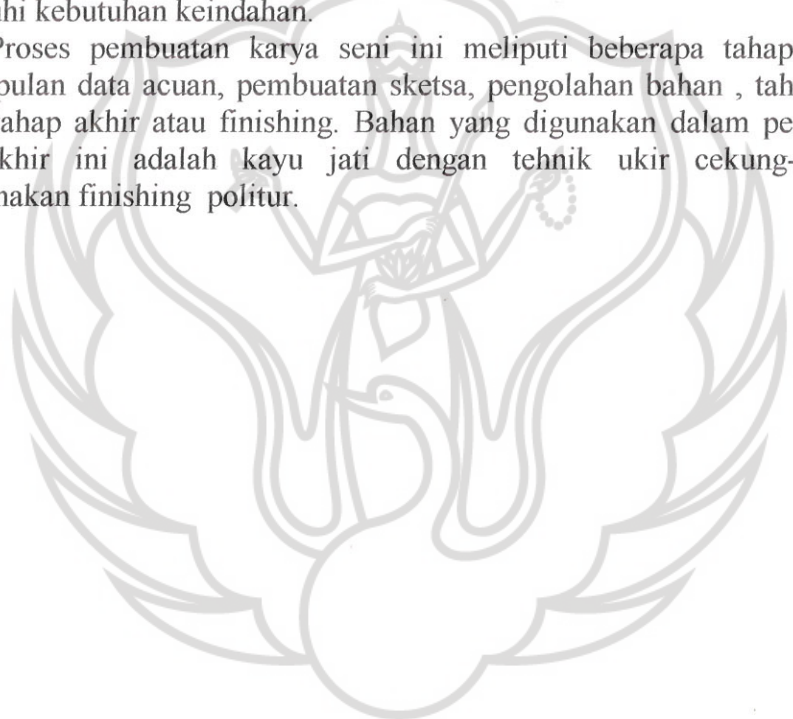 uhi kebutuhan keindahan.
Proses pembuatan karya seni ini meliputi beberapa tahap
pulan data acuan, pembuatan sketsa, pengolahan bahan , tah
ahap akhir atau finishing. Bahan yang digunakan dalam pe
khir ini adalah kayu jati dengan tehnik ukir cekung-
nakan finishing politur.